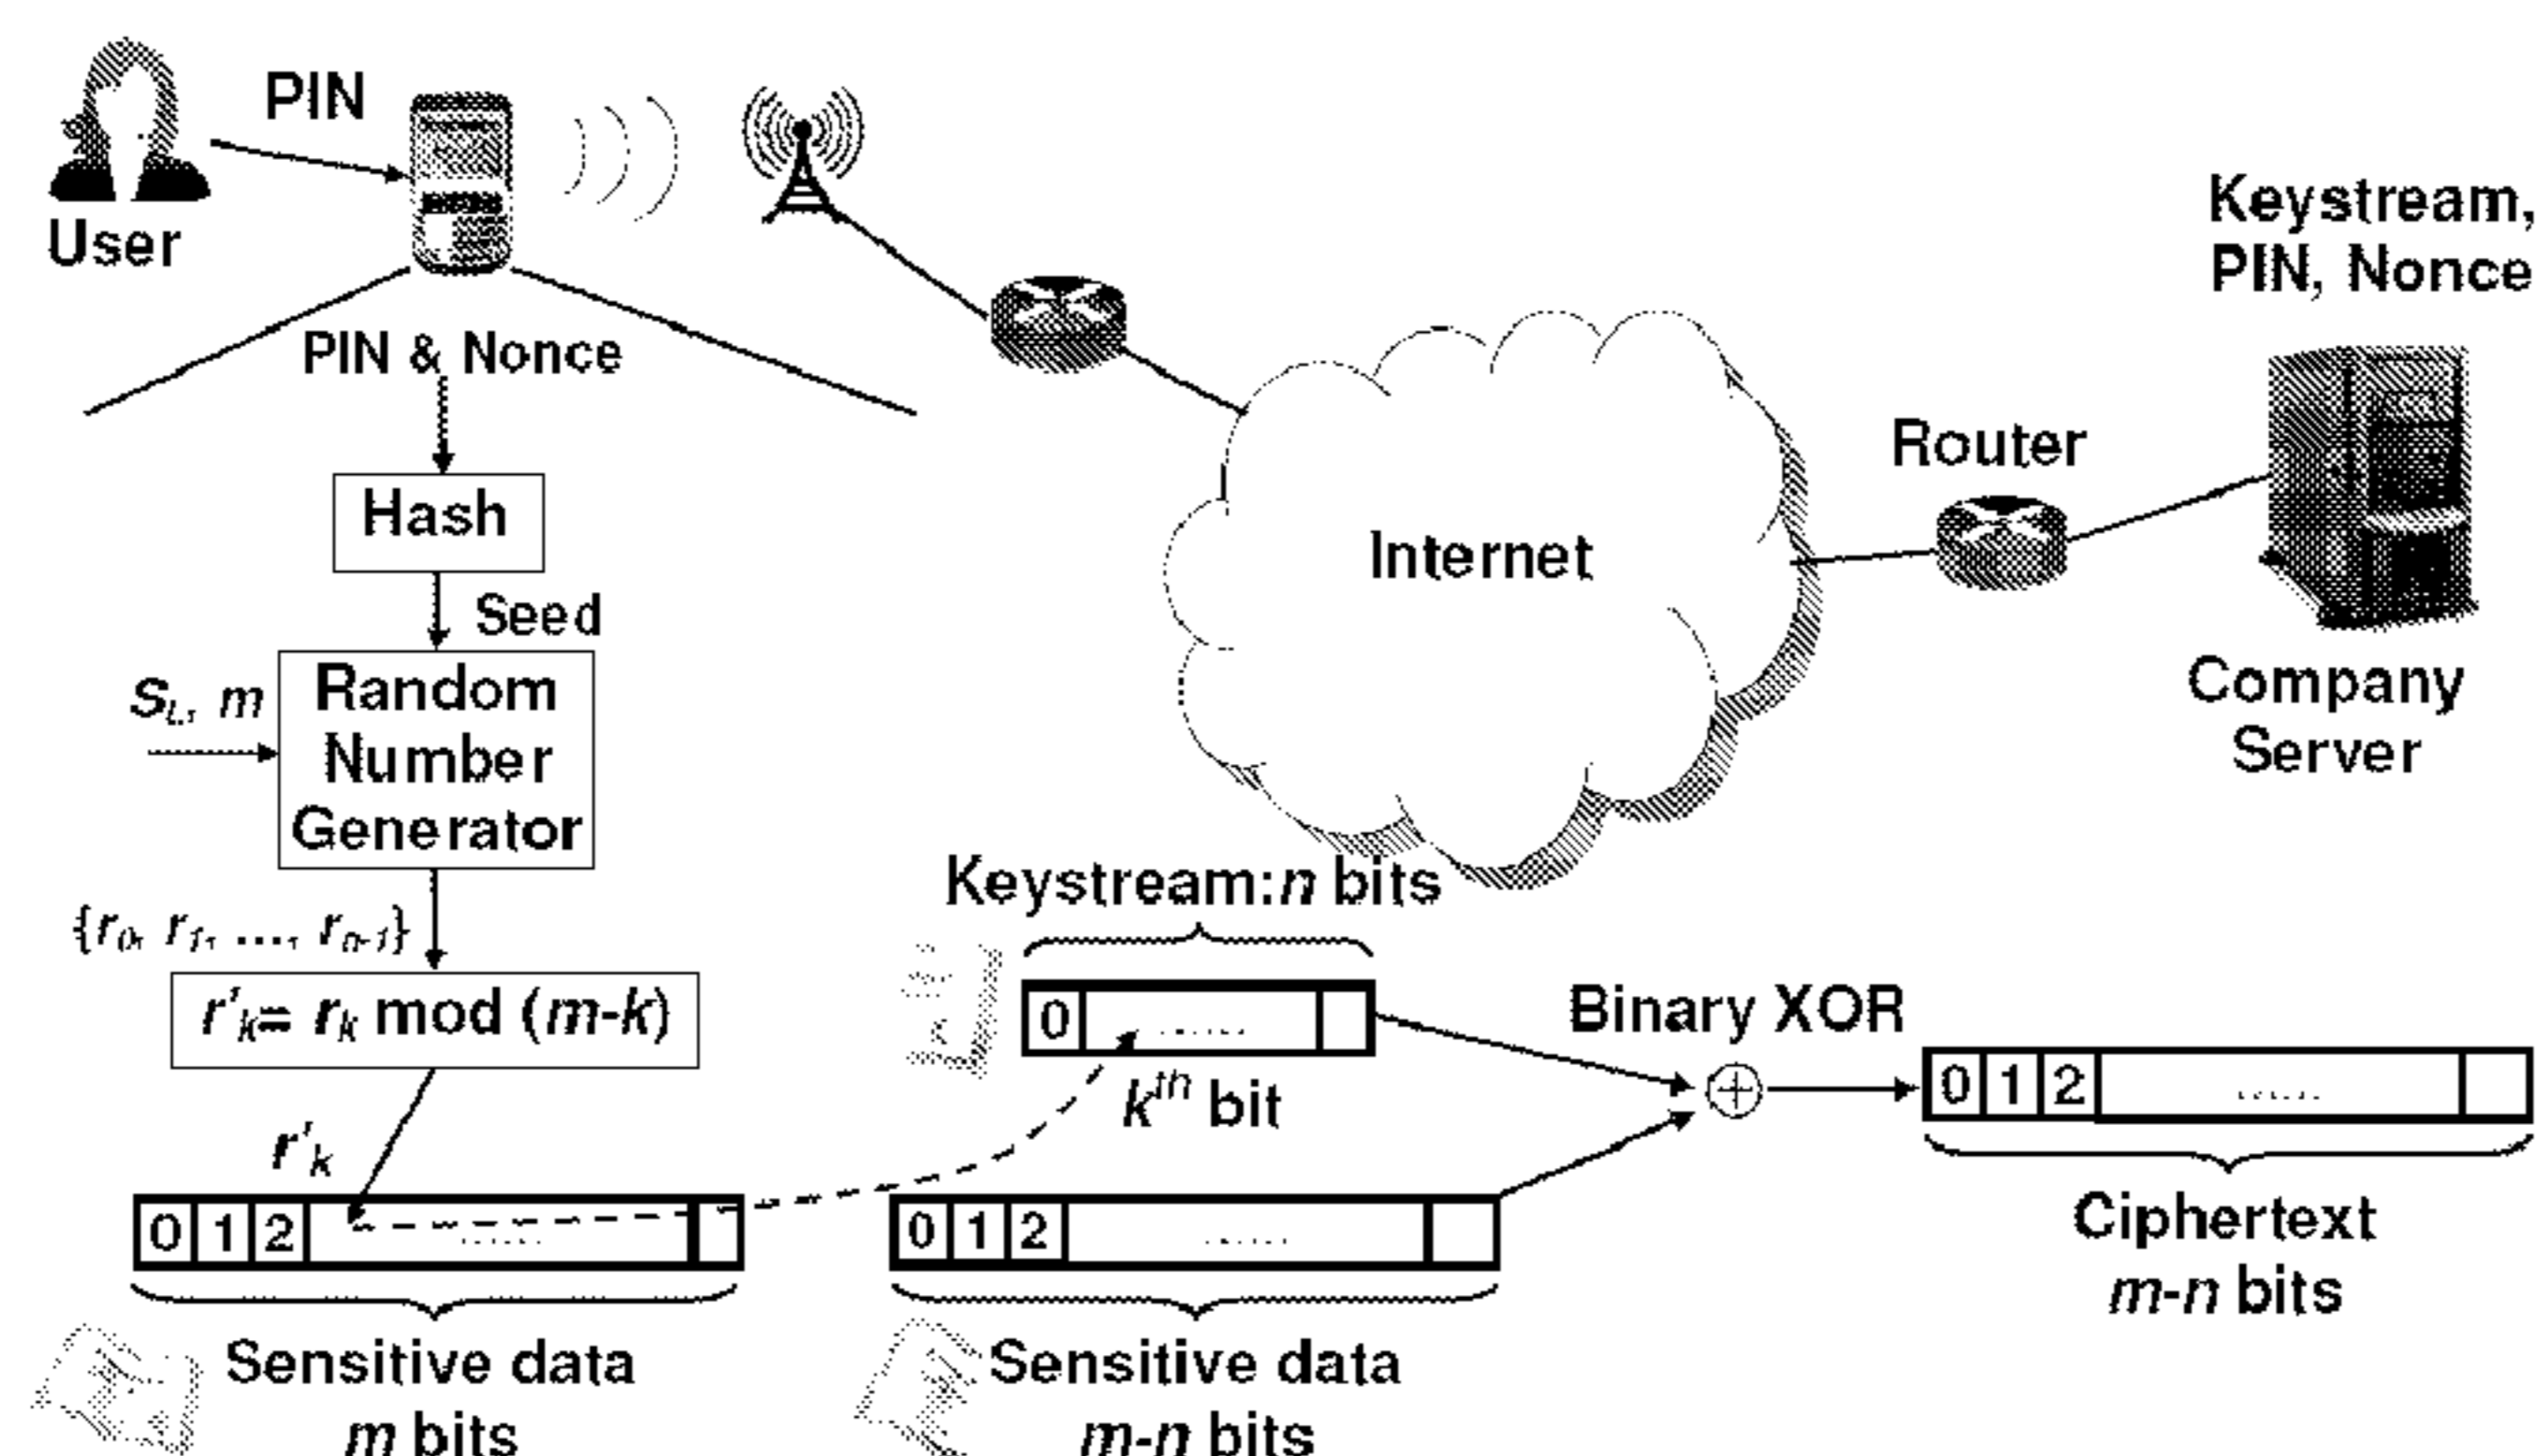 PIN
User
Keystream,
PIN, Nonce
PIN & Nonce
Router
Hash
Internet
Seed
Random
Number
Generator
S_L, m
Company
Server
Keystream:n bits
{r0, r1, ...., rn-1}
r'k= rk mod (m-k)
0 ......
Binary XOR
kth bit
0 1 2 ......
r'k
0 1 2 ......
0 1 2 ......
Ciphertext
m-n bits
Sensitive data
m bits
Sensitive data
m-n bits